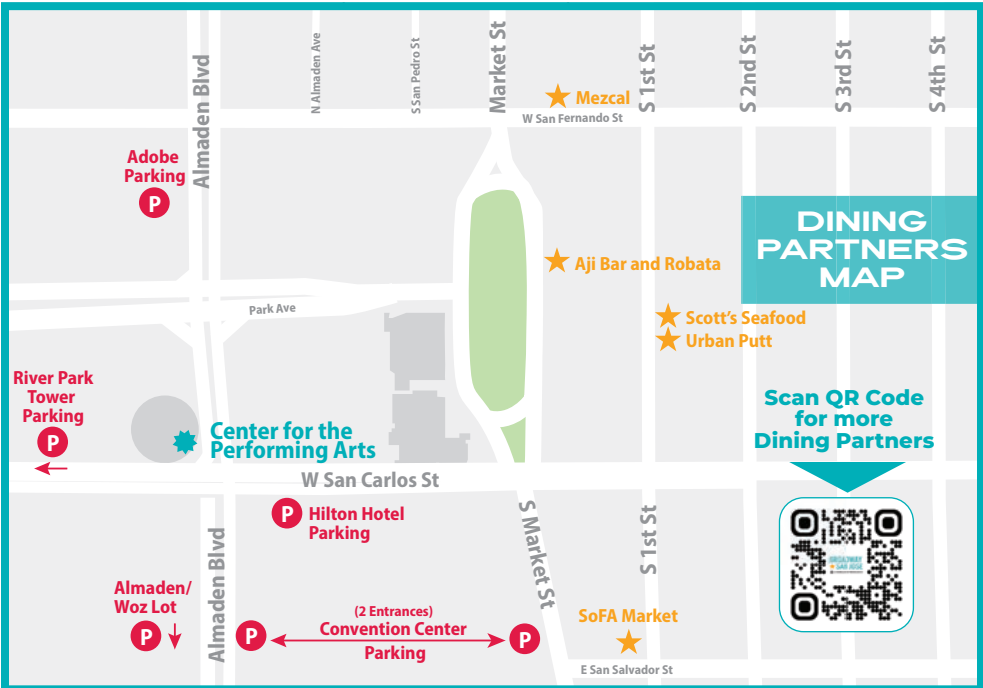 Almaden Blvd
N Almaden Ave
S San Pedro St
Market St
S 1st St
S 2nd St
S 3rd St
S 4th St
Mezcal
W San Fernando St
Adobe
Parking
P
DINING
PARTNERS
MAP
Aji Bar and Robata
Park Ave
Scott's Seafood
Urban Putt
River Park
Tower
Parking
P
Center for the
Performing Arts
Scan QR Code
for more
Dining Partners
W San Carlos St
P
Hilton Hotel
Parking
S Market St
S 1st St
BROADWAY
SAN JOSE
Almaden Blvd
Almaden/
Woz Lot
P
P
(2 Entrances)
Convention Center
Parking
P
SoFA Market
E San Salvador St